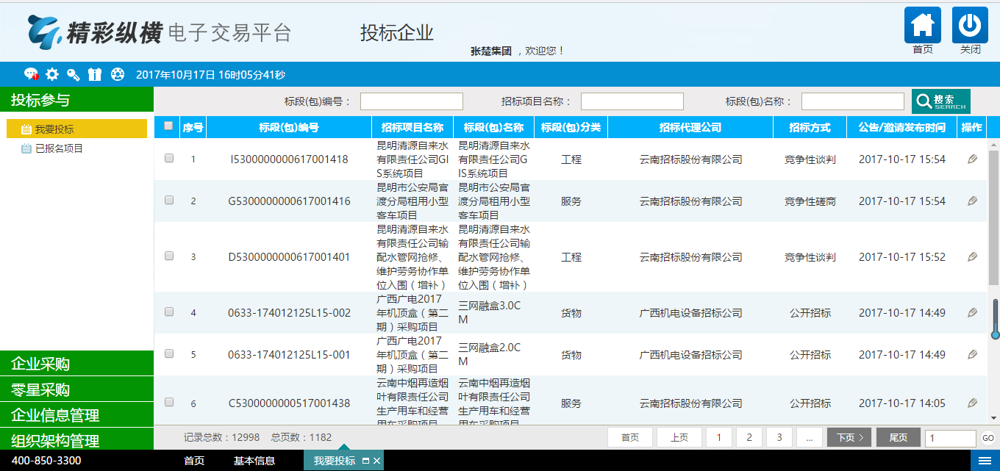 精彩纵横 电子交易平台
投标企业
张楚集团 ，欢迎您！
首页
关闭
2017年10月17日 16时05分41秒
投标参与
我要投标
已报名项目
企业采购
零星采购
企业信息管理
组织架构管理
标段(包)编号： 招标项目名称： 标段(包)名称： 搜索
SEARCH
序号 标段(包)编号 招标项目名称 标段(包)名称 标段(包)分类 招标代理公司 招标方式 公告/邀请发布时间 操作
昆明清源自来水 昆明清源自来水
1 I5300000000617001418 有限责任公司GI 有限责任公司G 工程 云南招标股份有限公司 竞争性谈判 2017-10-17 15:54
S系统项目 IS系统项目
昆明市公安局官 昆明市公安局官
2 G5300000000617001416 渡分局租用小型 渡分局租用小型 服务 云南招标股份有限公司 竞争性磋商 2017-10-17 15:54
客车项目 客车项目
昆明清源自来水 昆明清源自来水
有限责任公司输 有限责任公司输
3 D5300000000617001401 配水管网抢修、 配水管网抢修、 工程 云南招标股份有限公司 竞争性谈判 2017-10-17 15:52
维护劳务协作单 维护劳务协作单
位入围（增补） 位入围（增补）
广西广电2017
4 0633-174012125L15-002 年机顶盒（第二 三网融盒3.0C 货物 广西机电设备招标公司 公开招标 2017-10-17 14:49
期）采购项目 M
广西广电2017
5 0633-174012125L15-001 年机顶盒（第二 三网融盒2.0C 货物 广西机电设备招标公司 公开招标 2017-10-17 14:49
期）采购项目 M
云南中烟再造烟 云南中烟再造烟
叶有限责任公司 叶有限责任公司
6 C5300000000517001438 生产用车和经营 生产用车和经营 服务 云南招标股份有限公司 公开招标 2017-10-17 14:05
用车采购项目 用车采购项目
记录总数：12998 总页数：1182 首页 上页 1 2 3 ... 下页 尾页 1 GO
400-850-3300 首页 基本信息 我要投标